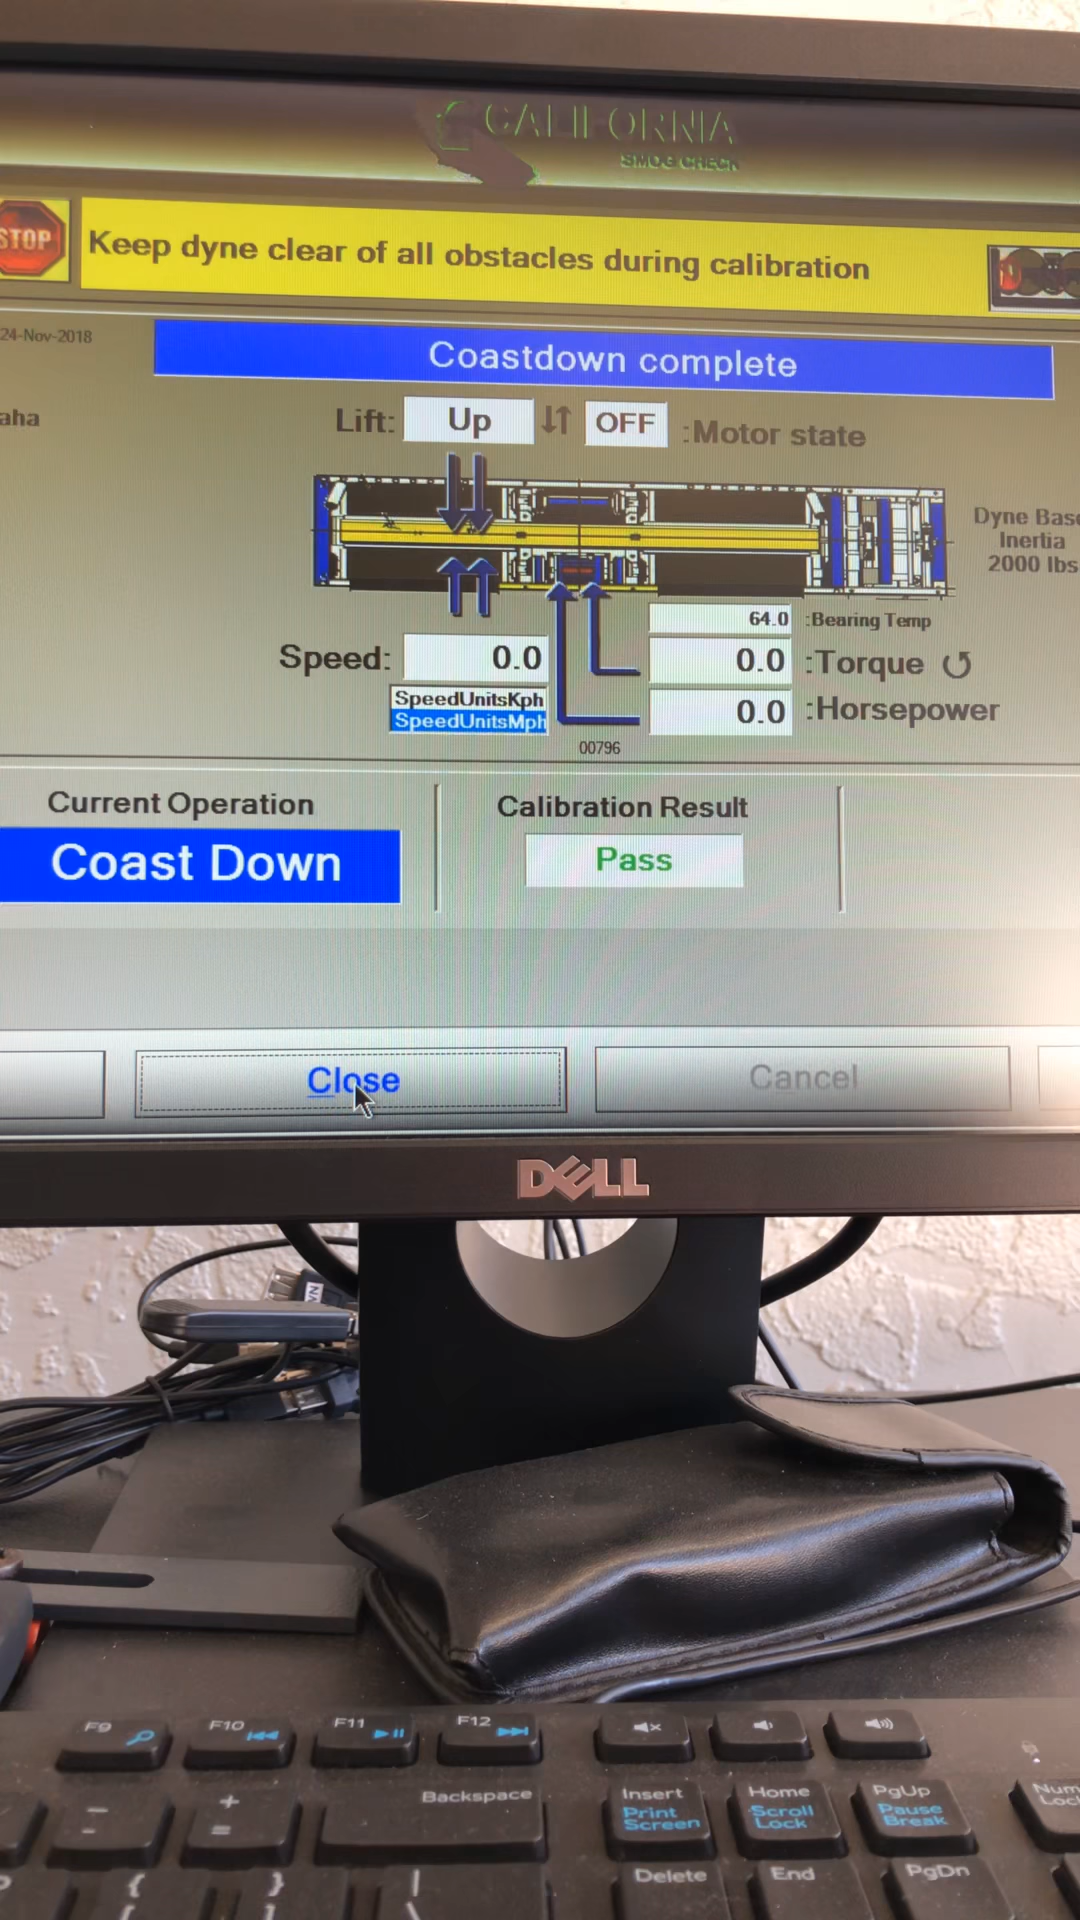 CALIFORNIA
SMOG CHECK
STOP
Keep dyne clear of all obstacles during calibration
24-Nov-2018
Coastdown complete
aha
Lift: Up OFF :Motor state
Dyne Base
Inertia
2000 lbs
64.0 :Bearing Temp
Speed: 0.0
0.0 :Torque
SpeedUnitsKph
SpeedUnitsMph
0.0 :Horsepower
00796
Current Operation
Calibration Result
Coast Down
Pass
Close
Cancel
DELL
F9 F10 F11 F12
Backspace
Insert
Print
Screen
Home
Scroll
Lock
PgUp
Pause
Break
Num
Lock
Delete
End
PgDn